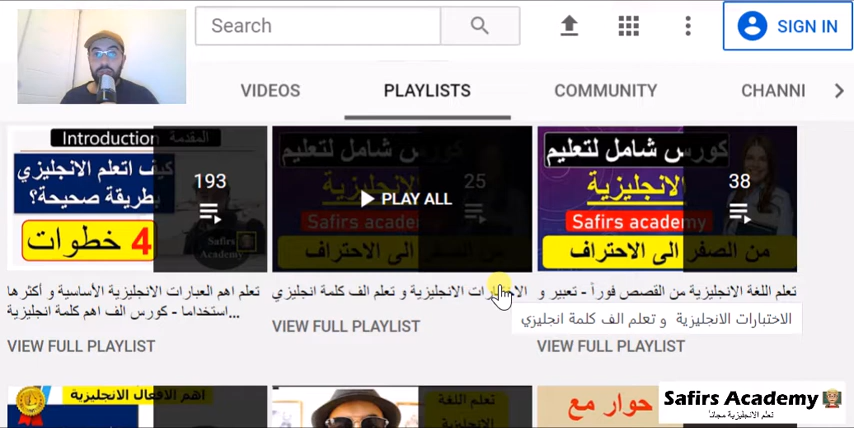 Search
SIGN IN
VIDEOS
PLAYLISTS
COMMUNITY
CHANNI
Introduction المقدمة
كيف اتعلم الانجليزي
بطريقة صحيحة؟
4 خطوات
193
Safirs
Academy
كورس شامل لتعليم
الانجليزية
Safirs academy
من الصفر الى الاحتراف
25
PLAY ALL
كورس شامل لتعليم
الانجليزية
Safirs academy
من الصفر الى الاحتراف
38
تعلم اهم العبارات الانجليزية الأساسية و أكثرها
استخداما - كورس الف اهم كلمة انجليزية...
VIEW FULL PLAYLIST
الاختبارات الانجليزية و تعلم الف كلمة انجليزي
VIEW FULL PLAYLIST
تعلم اللغة الانجليزية من القصص فوراً - تعبير و
الاختبارات الانجليزية و تعلم الف كلمة انجليزي
VIEW FULL PLAYLIST
اهم الافعال الانجليزية
تعلم اللغة
الانجليزية
حوار مع
Safirs Academy
تعلم الانجليزية مجاناً